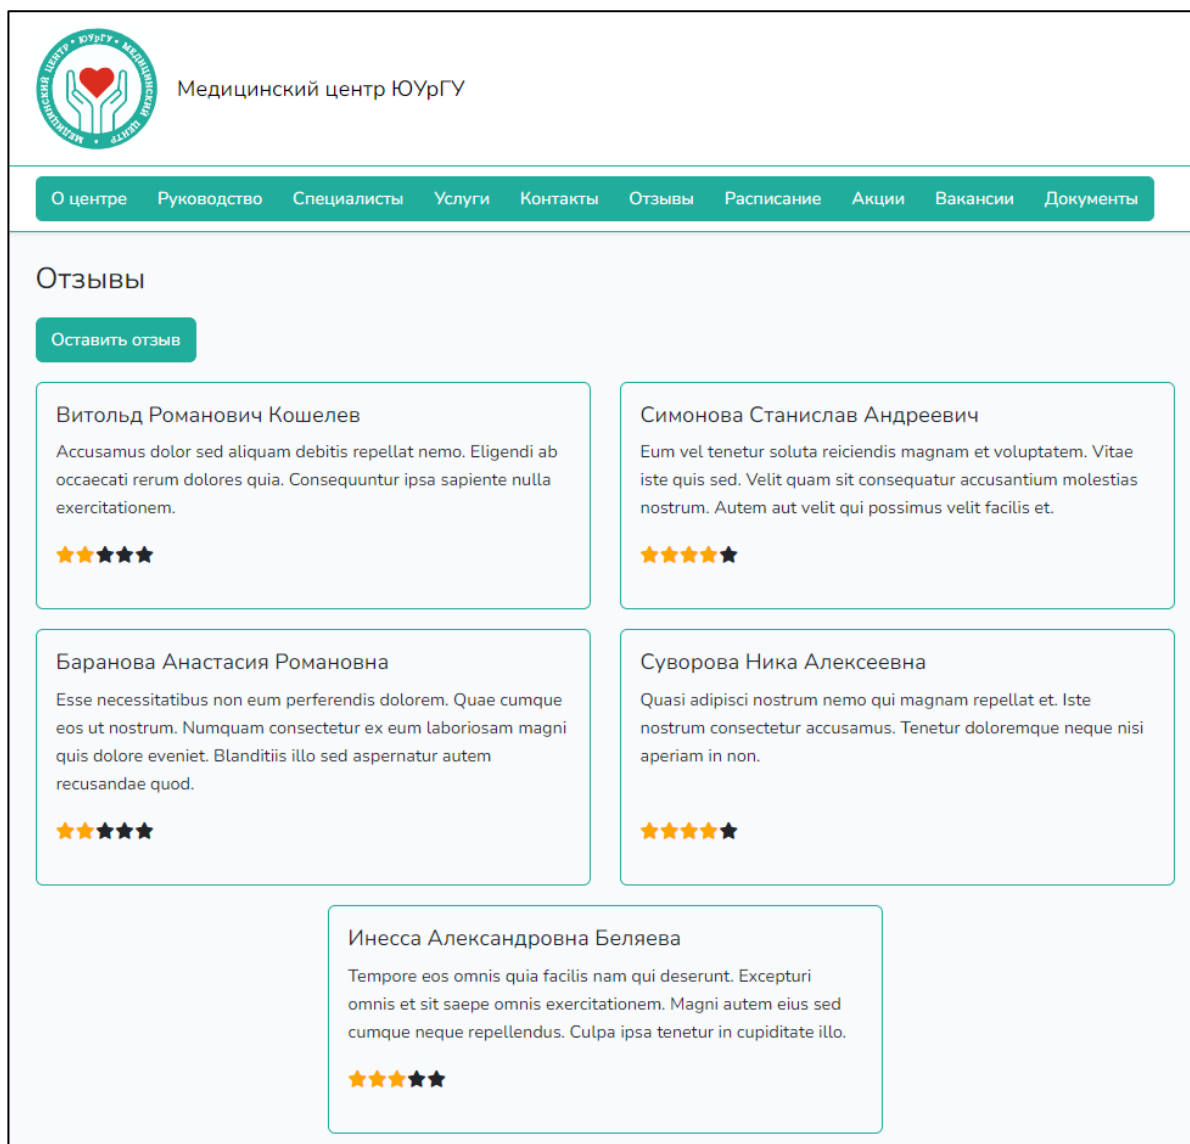 МЕДИЦИНСКИЙ ЦЕНТР • ЮУрГУ • МЕДИЦИНСКИЙ ЦЕНТР •
Медицинский центр ЮУрГУ
О центре Руководство Специалисты Услуги Контакты Отзывы Расписание Акции Вакансии Документы
Отзывы
Оставить отзыв
Витольд Романович Кошелев
Accusamus dolor sed aliquam debitis repellat nemo. Eligendi ab
occaecati rerum dolores quia. Consequuntur ipsa sapiente nulla
exercitationem.
Симонова Станислав Андреевич
Eum vel tenetur soluta reiciendis magnam et voluptatem. Vitae
iste quis sed. Velit quam sit consequatur accusantium molestias
nostrum. Autem aut velit qui possimus velit facilis et.
Баранова Анастасия Романовна
Esse necessitatibus non eum perferendis dolorem. Quae cumque
eos ut nostrum. Numquam consectetur ex eum laboriosam magni
quis dolore eveniet. Blanditiis illo sed aspernatur autem
recusandae quod.
Суворова Ника Алексеевна
Quasi adipisci nostrum nemo qui magnam repellat et. Iste
nostrum consectetur accusamus. Tenetur doloremque neque nisi
aperiam in non.
Инесса Александровна Беляева
Tempore eos omnis quia facilis nam qui deserunt. Excepturi
omnis et sit saepe omnis exercitationem. Magni autem eius sed
cumque neque repellendus. Culpa ipsa tenetur in cupiditate illo.